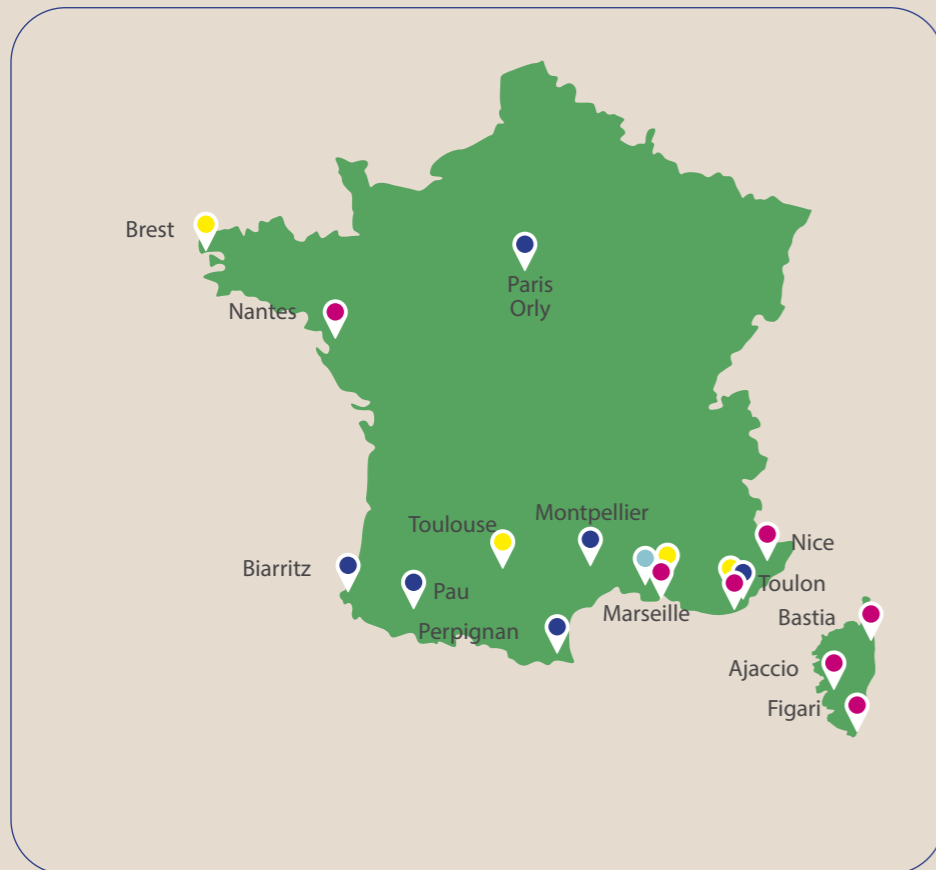 Brest
Paris
Orly
Nantes
Montpellier
Toulouse
Nice
Biarritz
Toulon
Pau
Marseille
Bastia
Perpignan
Ajaccio
Figari